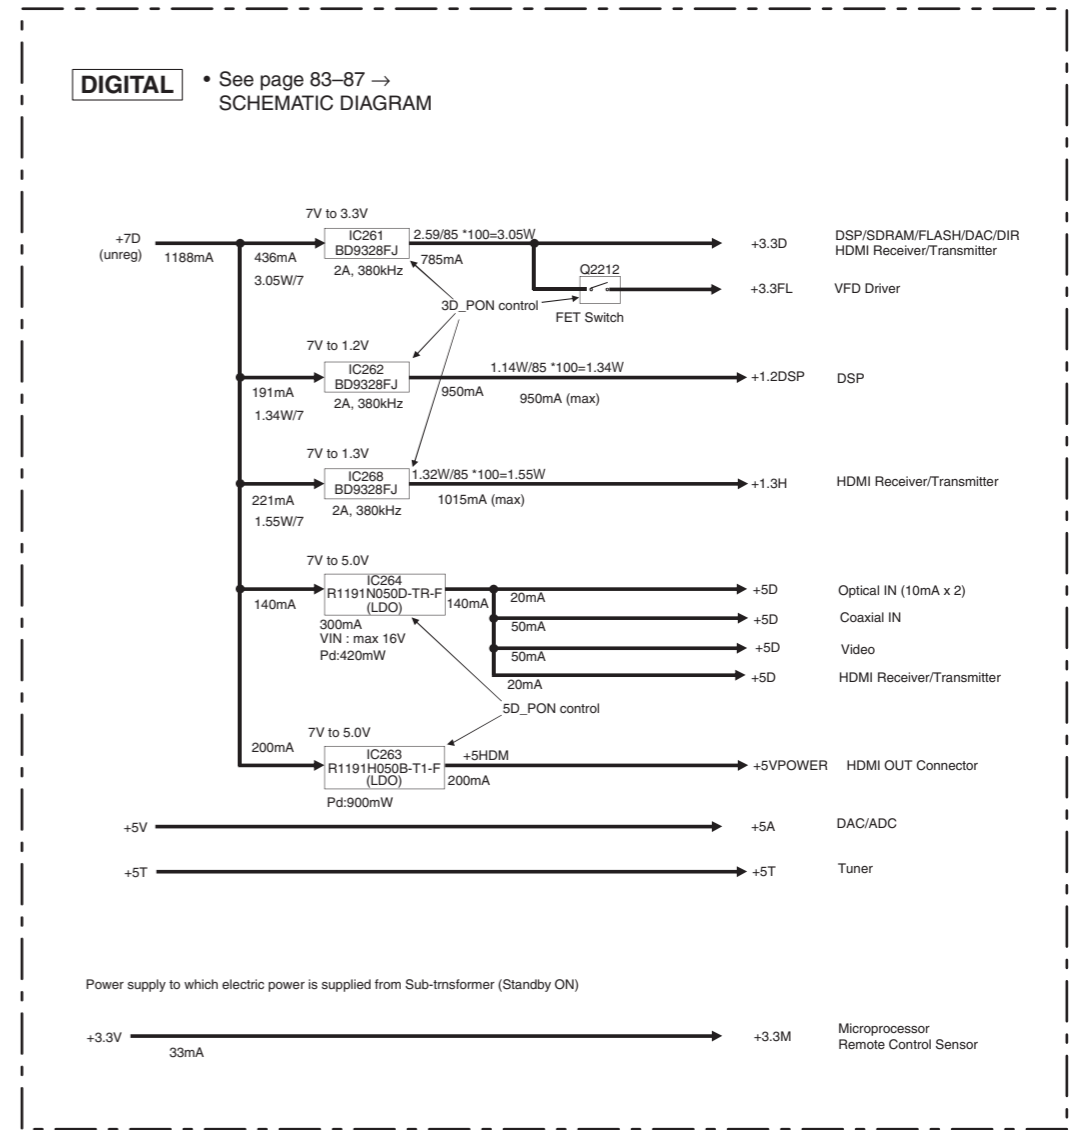 DIGITAL
• See page 83–87 →
SCHEMATIC DIAGRAM
7V to 3.3V
+7D
(unreg)
1188mA
436mA
3.05W/7
IC261
BD9328FJ
2A, 380kHz
2.59/85 *100=3.05W
785mA
+3.3D
DSP/SDRAM/FLASH/DAC/DIR
HDMI Receiver/Transmitter
Q2212
FET Switch
+3.3FL
VFD Driver
3D_PON control
7V to 1.2V
191mA
1.34W/7
IC262
BD9328FJ
2A, 380kHz
1.14W/85 *100=1.34W
950mA
950mA (max)
+1.2DSP
DSP
7V to 1.3V
221mA
1.55W/7
IC268
BD9328FJ
2A, 380kHz
1.32W/85 *100=1.55W
1015mA (max)
+1.3H
HDMI Receiver/Transmitter
7V to 5.0V
140mA
IC264
R1191N050D-TR-F
(LDO)
300mA
VIN : max 16V
Pd:420mW
140mA
20mA
+5D
Optical IN (10mA x 2)
50mA
+5D
Coaxial IN
50mA
+5D
Video
20mA
+5D
HDMI Receiver/Transmitter
5D_PON control
7V to 5.0V
200mA
IC263
R1191H050B-T1-F
(LDO)
Pd:900mW
+5HDM
200mA
+5VPOWER
HDMI OUT Connector
+5V
+5A
DAC/ADC
+5T
+5T
Tuner
Power supply to which electric power is supplied from Sub-trnsformer (Standby ON)
+3.3V
33mA
+3.3M
Microprocessor
Remote Control Sensor